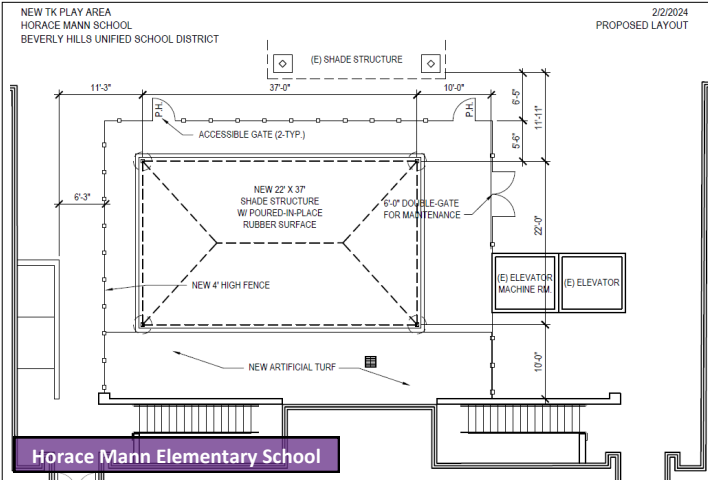 NEW TK PLAY AREA
HORACE MANN SCHOOL
BEVERLY HILLS UNIFIED SCHOOL DISTRICT
2/2/2024
PROPOSED LAYOUT
(E) SHADE STRUCTURE
11'-3"
37'-0"
10'-0"
6'-5"
11'-11"
5'-6"
P.H.
P.H.
ACCESSIBLE GATE (2-TYP.)
6'-3"
NEW 22' X 37'
SHADE STRUCTURE
W/ POURED-IN-PLACE
RUBBER SURFACE
6'-0" DOUBLE-GATE
FOR MAINTENANCE
22'-0"
NEW 4' HIGH FENCE
(E) ELEVATOR
MACHINE RM.
(E) ELEVATOR
NEW ARTIFICIAL TURF
10'-0"
Horace Mann Elementary School